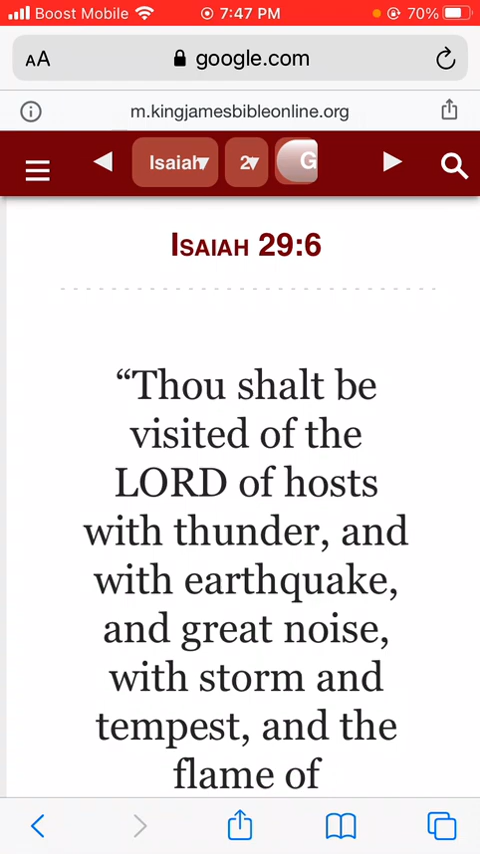 Boost Mobile 7:47 PM 70%
AA google.com
m.kingjamesbibleonline.org
Isaiah 2 G
ISAIAH 29:6
“Thou shalt be
visited of the
LORD of hosts
with thunder, and
with earthquake,
and great noise,
with storm and
tempest, and the
flame of